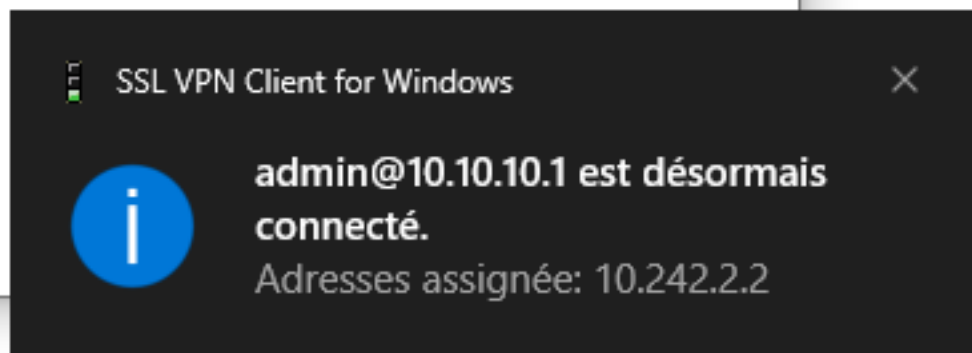 SSL VPN Client for Windows
admin@10.10.10.1 est désormais
connecté.
Adresses assignée: 10.242.2.2